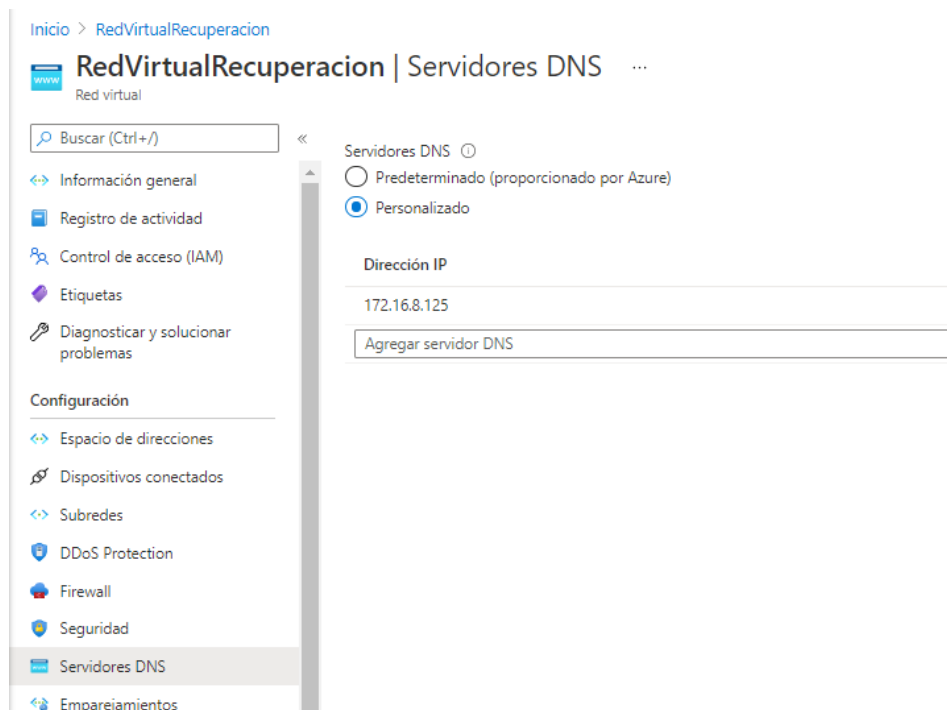 Inicio > RedVirtualRecuperacion
RedVirtualRecuperacion | Servidores DNS ...
www
Red virtual
Buscar (Ctrl+/)
«
Información general
Registro de actividad
Control de acceso (IAM)
Etiquetas
Diagnosticar y solucionar
problemas
Configuración
Espacio de direcciones
Dispositivos conectados
Subredes
DDoS Protection
Firewall
Seguridad
Servidores DNS
Emparejamientos
Servidores DNS
Predeterminado (proporcionado por Azure)
Personalizado
Dirección IP
172.16.8.125
Agregar servidor DNS